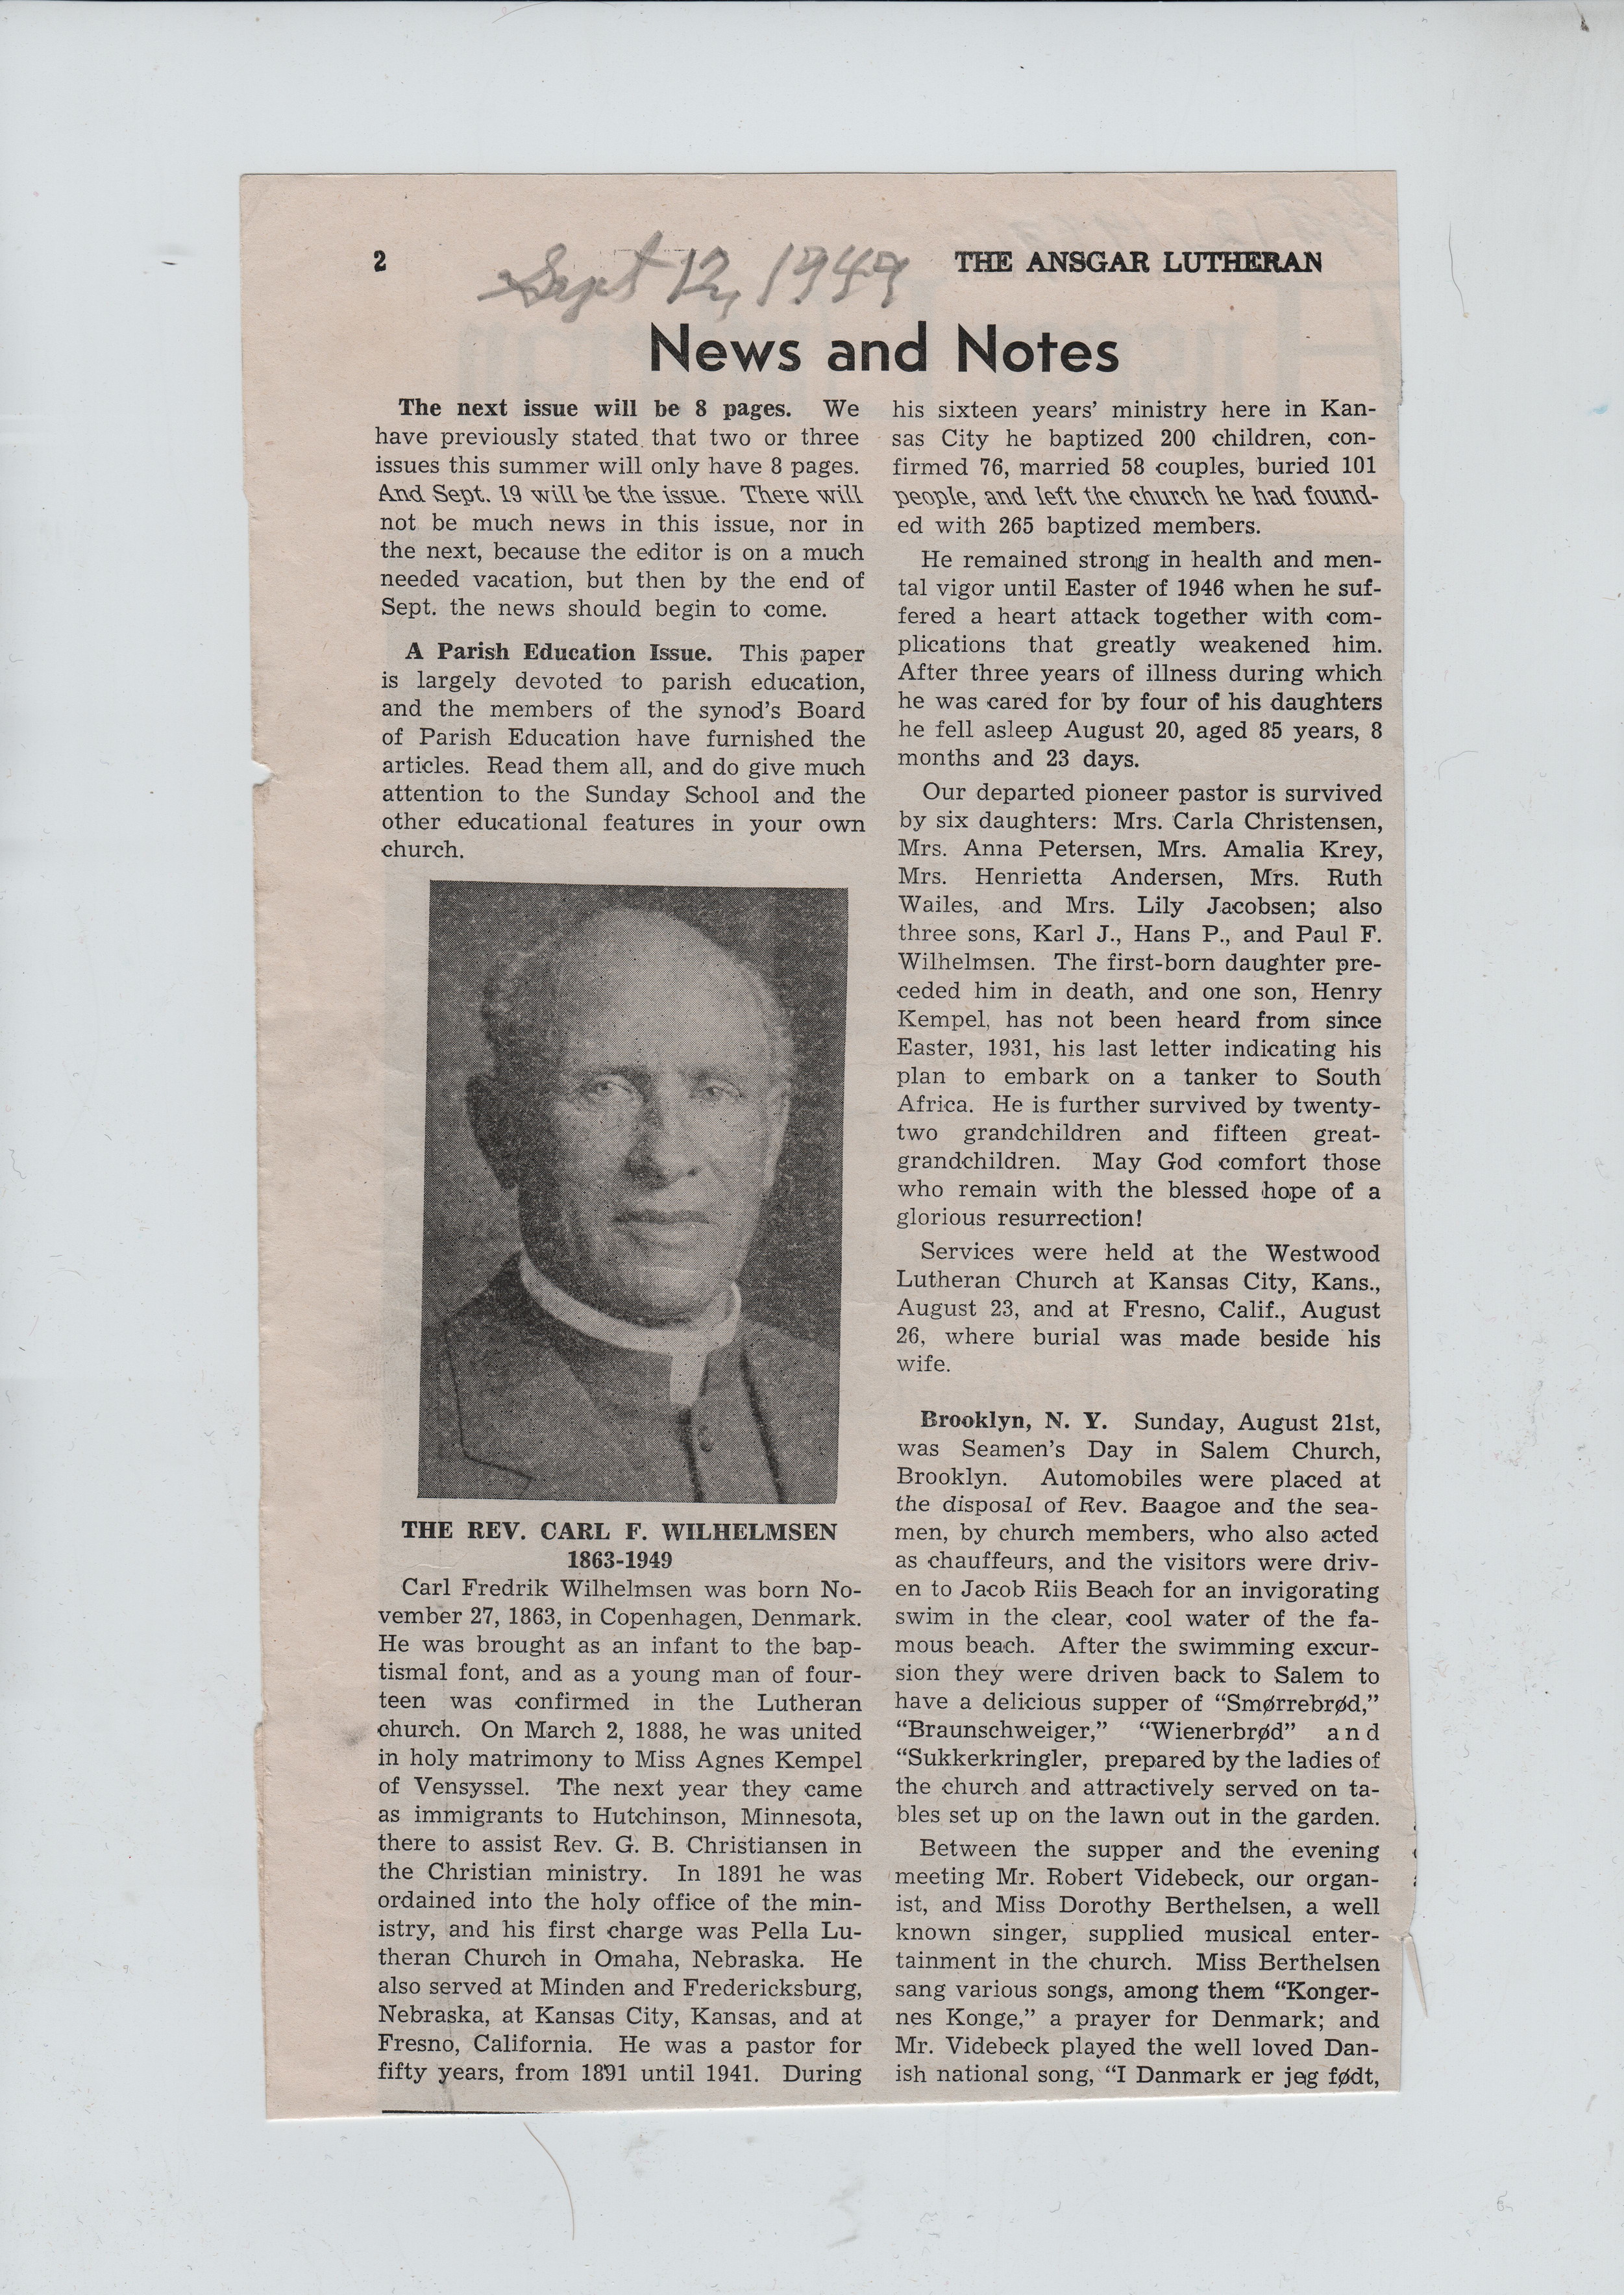 2
Sept 12, 1949
THE ANSGAR LUTHERAN
News and Notes
The next issue will be 8 pages. We
have previously stated that two or three
issues this summer will only have 8 pages.
And Sept. 19 will be the issue. There will
not be much news in this issue, nor in
the next, because the editor is on a much
needed vacation, but then by the end of
Sept. the news should begin to come.
A Parish Education Issue. This paper
is largely devoted to parish education,
and the members of the synod's Board
of Parish Education have furnished the
articles. Read them all, and do give much
attention to the Sunday School and the
other educational features in your own
church.
THE REV. CARL F. WILHELMSEN
1863-1949
Carl Fredrik Wilhelmsen was born No-
vember 27, 1863, in Copenhagen, Denmark.
He was brought as an infant to the bap-
tismal font, and as a young man of four-
teen was confirmed in the Lutheran
church. On March 2, 1888, he was united
in holy matrimony to Miss Agnes Kempel
of Vensyssel. The next year they came
as immigrants to Hutchinson, Minnesota,
there to assist Rev. G. B. Christiansen in
the Christian ministry. In 1891 he was
ordained into the holy office of the min-
istry, and his first charge was Pella Lu-
theran Church in Omaha, Nebraska. He
also served at Minden and Fredericksburg,
Nebraska, at Kansas City, Kansas, and at
Fresno, California. He was a pastor for
fifty years, from 1891 until 1941. During
his sixteen years' ministry here in Kan-
sas City he baptized 200 children, con-
firmed 76, married 58 couples, buried 101
people, and left the church he had found-
ed with 265 baptized members.
He remained strong in health and men-
tal vigor until Easter of 1946 when he suf-
fered a heart attack together with com-
plications that greatly weakened him.
After three years of illness during which
he was cared for by four of his daughters
he fell asleep August 20, aged 85 years, 8
months and 23 days.
Our departed pioneer pastor is survived
by six daughters: Mrs. Carla Christensen,
Mrs. Anna Petersen, Mrs. Amalia Krey,
Mrs. Henrietta Andersen, Mrs. Ruth
Wailes, and Mrs. Lily Jacobsen; also
three sons, Karl J., Hans P., and Paul F.
Wilhelmsen. The first-born daughter pre-
ceded him in death, and one son, Henry
Kempel, has not been heard from since
Easter, 1931, his last letter indicating his
plan to embark on a tanker to South
Africa. He is further survived by twenty-
two grandchildren and fifteen great-
grandchildren. May God comfort those
who remain with the blessed hope of a
glorious resurrection!
Services were held at the Westwood
Lutheran Church at Kansas City, Kans.,
August 23, and at Fresno, Calif., August
26, where burial was made beside his
wife.
Brooklyn, N. Y. Sunday, August 21st,
was Seamen's Day in Salem Church,
Brooklyn. Automobiles were placed at
the disposal of Rev. Baagoe and the sea-
men, by church members, who also acted
as chauffeurs, and the visitors were driv-
en to Jacob Riis Beach for an invigorating
swim in the clear, cool water of the fa-
mous beach. After the swimming excur-
sion they were driven back to Salem to
have a delicious supper of "Smørrebrød,"
"Braunschweiger," "Wienerbrød" and
"Sukkerkringler, prepared by the ladies of
the church and attractively served on ta-
bles set up on the lawn out in the garden.
Between the supper and the evening
meeting Mr. Robert Videbeck, our organ-
ist, and Miss Dorothy Berthelsen, a well
known singer, supplied musical enter-
tainment in the church. Miss Berthelsen
sang various songs, among them "Konger-
nes Konge," a prayer for Denmark; and
Mr. Videbeck played the well loved Dan-
ish national song, "I Danmark er jeg født,